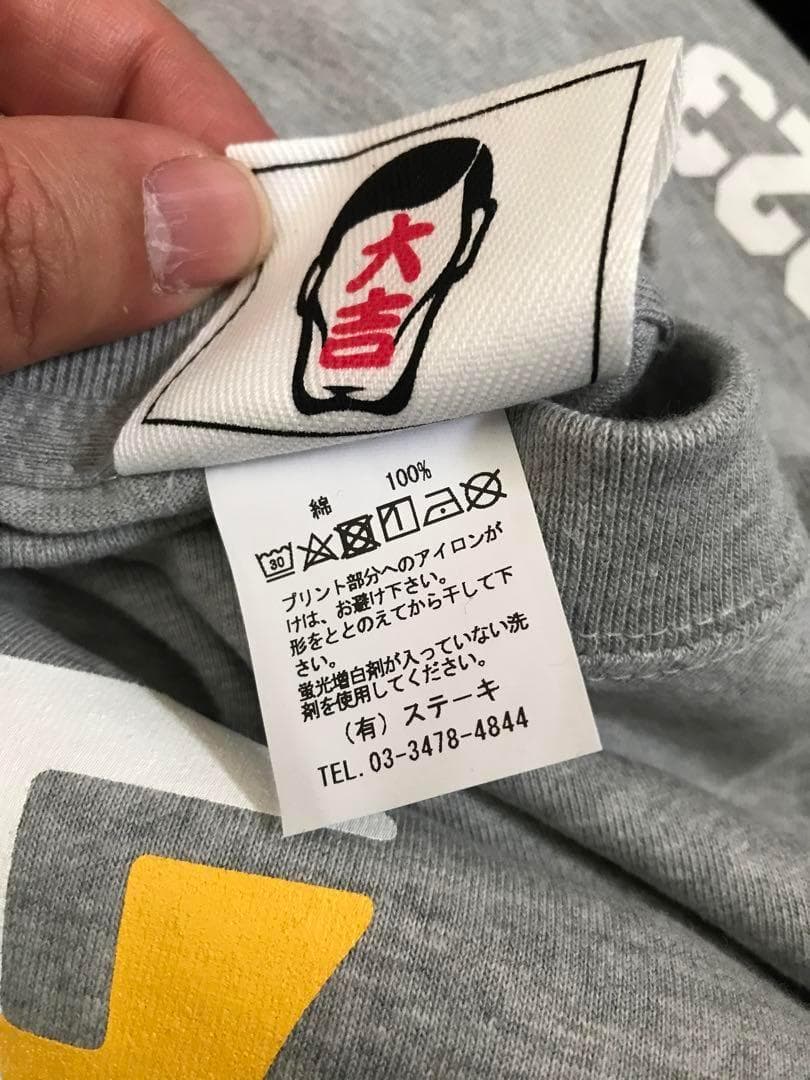 大吉
綿 100%
30
プリント部分へのアイロンが
けは、お避け下さい。
形をととのえてから干して下
さい。
蛍光増白剤が入っていない洗
剤を使用してください。
(有) ステーキ
TEL. 03-3478-4844